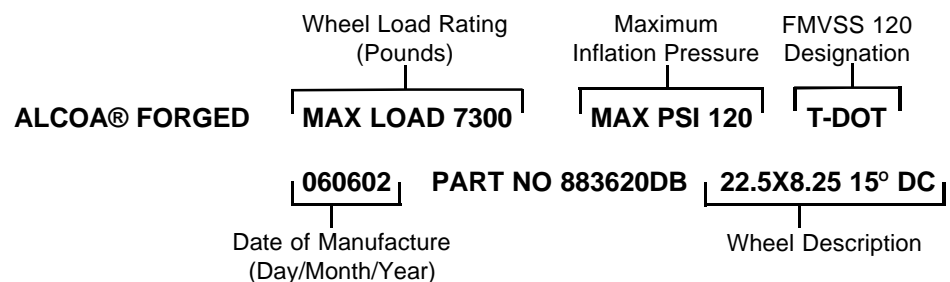 Wheel Load Rating Maximum FMVSS 120
(Pounds) Inflation Pressure Designation
ALCOA® FORGED MAX LOAD 7300 MAX PSI 120 T-DOT
060602 PART NO 883620DB 22.5X8.25 15° DC
Date of Manufacture Wheel Description
(Day/Month/Year)